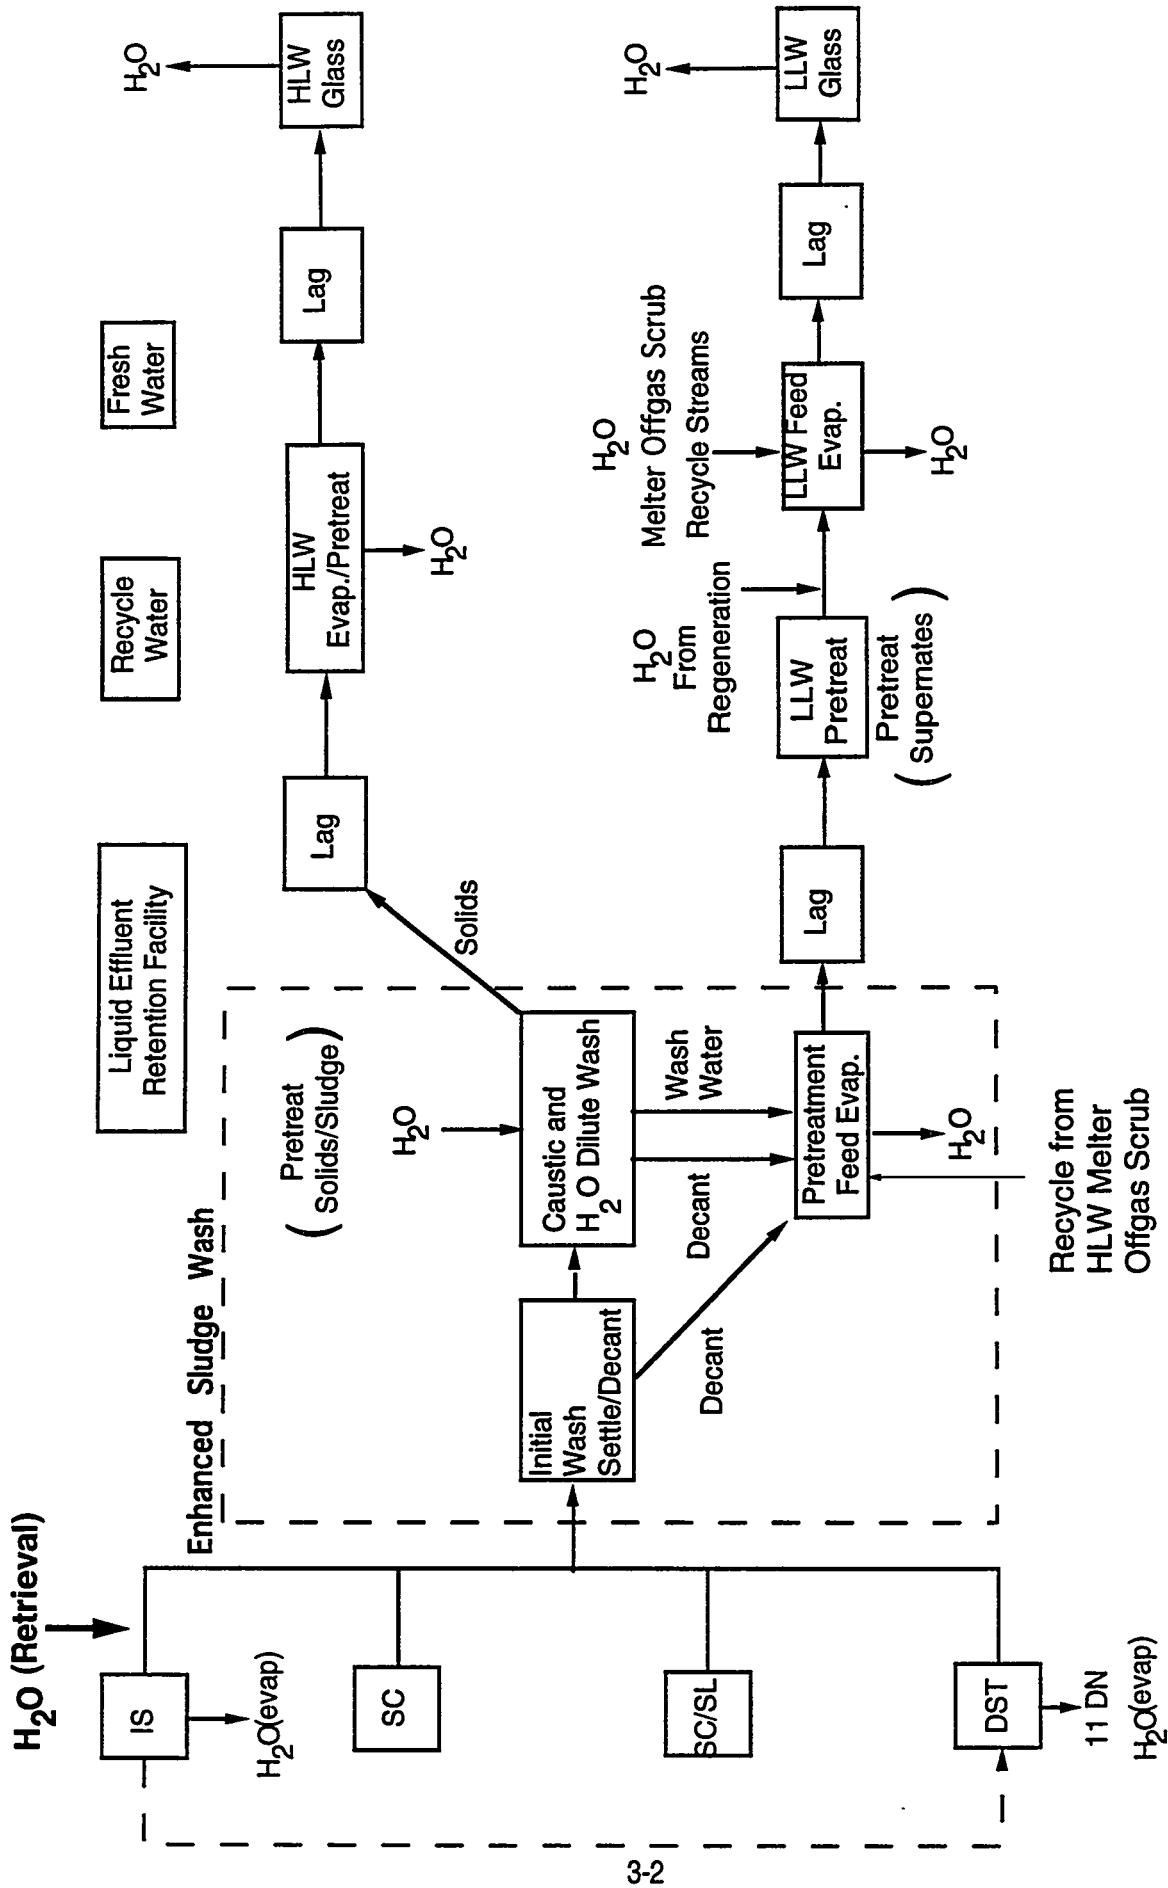 H2O (Retrieval)
IS
H2O(evap)
SC
SC/SL
DST
11 DN
H2O(evap)
Enhanced Sludge Wash
Pretreat
(Solids/Sludge)
Initial
Wash
Settle/Decant
H2O
Caustic and
H2O Dilute Wash
Decant
Decant
Wash
Water
Pretreatment
Feed Evap.
H2O
Recycle from
HLW Melter
Offgas Scrub
Solids
Liquid Effluent
Retention Facility
Recycle
Water
Fresh
Water
Lag
HLW
Evap./Pretreat
H2O
Lag
HLW
Glass
H2O
Lag
LLW
Pretreat
Pretreat
(Supernates)
H2O
From
Regeneration
H2O
Melter Offgas Scrub
Recycle Streams
LLW Feed
Evap.
H2O
Lag
LLW
Glass
H2O
3-2